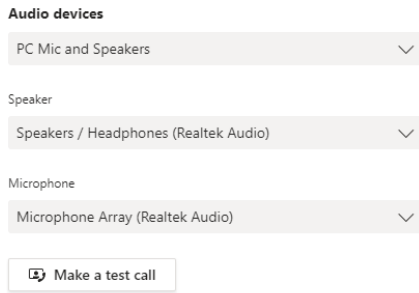 Audio devices
PC Mic and Speakers
Speaker
Speakers / Headphones (Realtek Audio)
Microphone
Microphone Array (Realtek Audio)
Make a test call